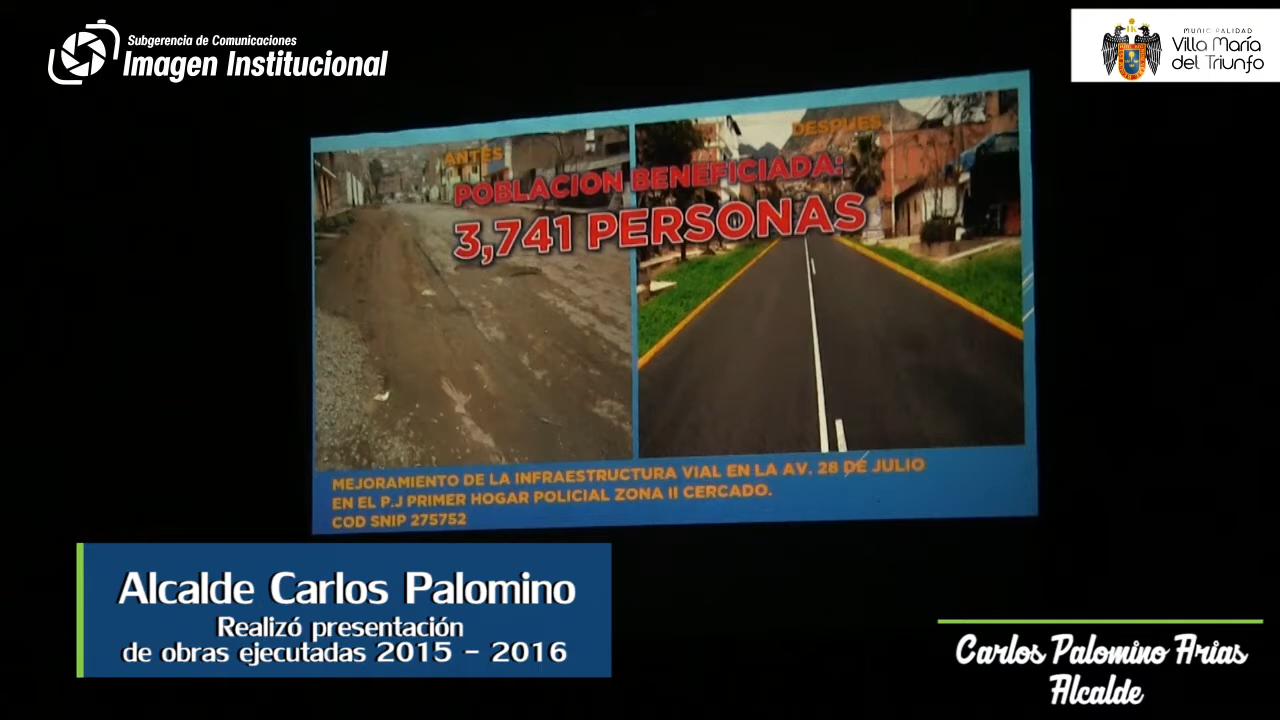 Subgerencia de Comunicaciones
Imagen Institucional
MUNICIPALIDAD
Villa María
del Triunfo
ANTES
DESPUES
POBLACION BENEFICIADA:
3,741 PERSONAS
MEJORAMIENTO DE LA INFRAESTRUCTURA VIAL EN LA AV. 28 DE JULIO
EN EL P.J PRIMER HOGAR POLICIAL ZONA II CERCADO.
COD SNIP 275752
Alcalde Carlos Palomino
Realizó presentación
de obras ejecutadas 2015 - 2016
Carlos Palomino Arias
Alcalde